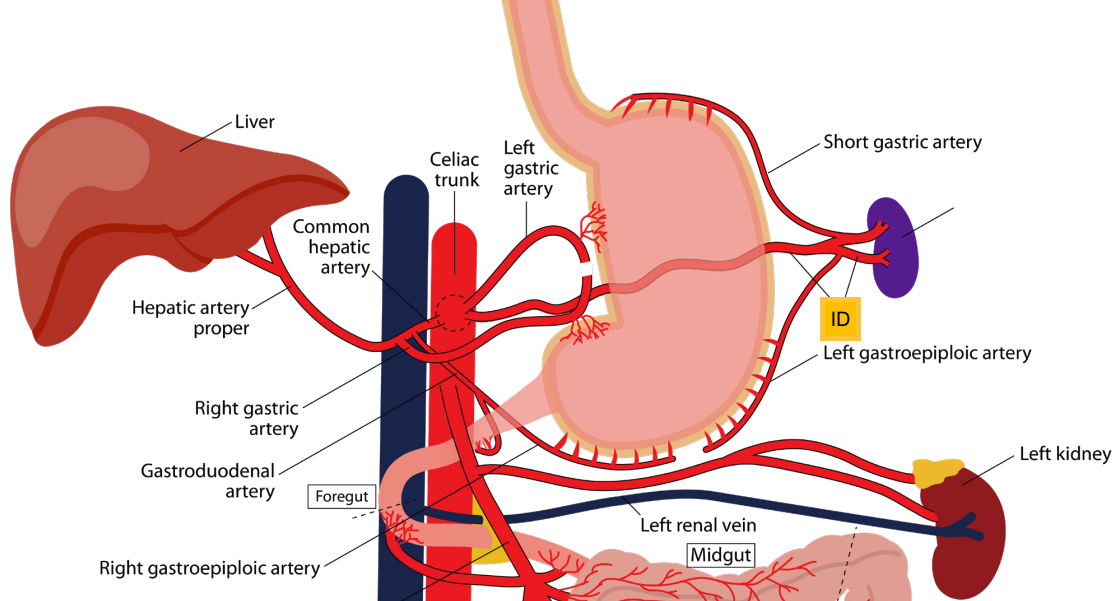 Liver
Short gastric artery
Left
gastric
artery
Celiac
trunk
Common
hepatic
artery
Hepatic artery
proper
ID
Left gastroepiploic artery
Right gastric
artery
Left kidney
Gastroduodenal
artery
Foregut
Left renal vein
Midgut
Right gastroepiploic artery